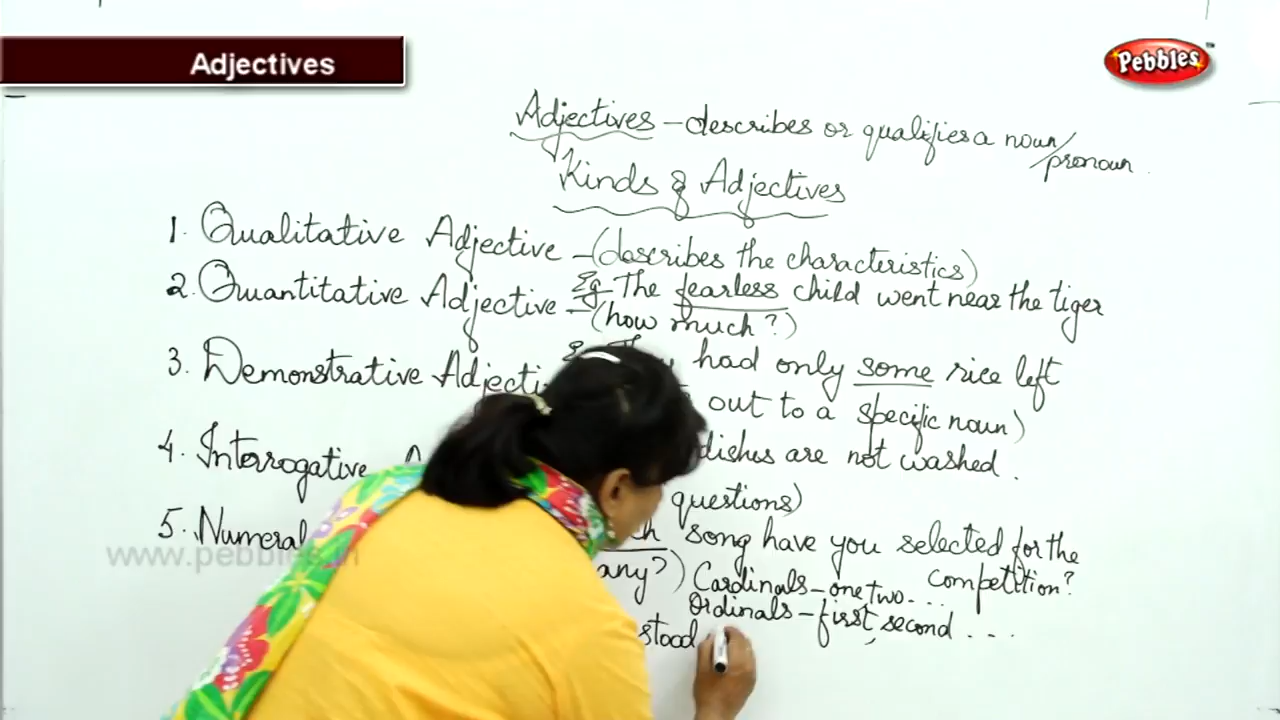 Adjectives
Pebbles™
Adjectives – describes or qualifies a noun/pronoun
Kinds of Adjectives
1. Qualitative Adjective – (describes the characteristics)
Eg The fearless child went near the tiger
2. Quantitative Adjective – (how much?)
had only some rice left
3. Demonstrative
out to a specific noun)
dishes are not washed.
4. Interrogative
questions)
song have you selected for the competition?
5. Numeral
any?) Cardinals – one two....
Ordinals – first, second ...
stood
www.pebbles.in